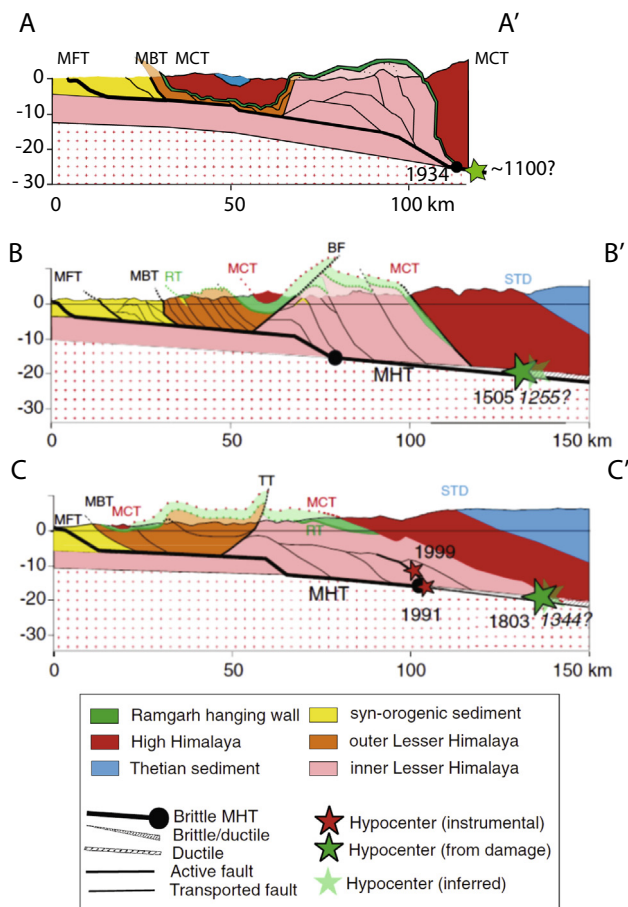 A A'
MFT MBT MCT MCT
0
-10
-20
-30
1934 ~1100?
0 50 100 km
B B'
BF
MFT MBT RT MCT MCT STD
0
-10
-20
-30
MHT
1505 1255?
0 50 100 150 km
C C'
TT
MFT MBT MCT MCT STD
RT
0
-10
-20
-30
1999
MHT
1991 1803 1344?
0 50 100 150 km
Ramgarh hanging wall syn-orogenic sediment
High Himalaya outer Lesser Himalaya
Thetian sediment inner Lesser Himalaya
Brittle MHT Hypocenter (instrumental)
Brittle/ductile
Ductile Hypocenter (from damage)
Active fault
Transported fault Hypocenter (inferred)